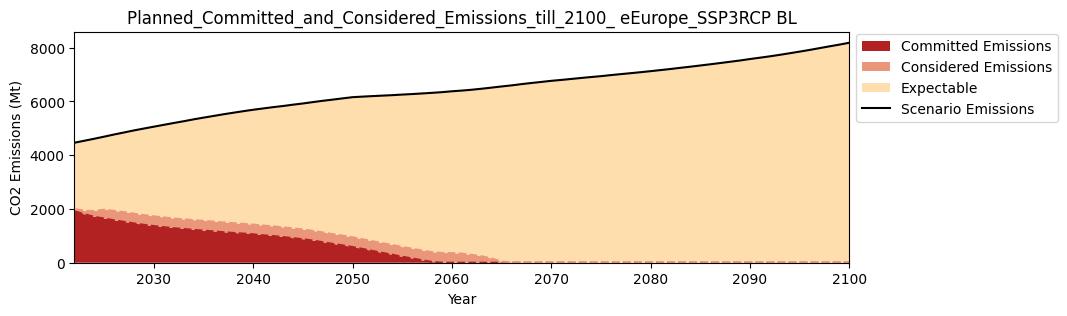 Planned_Committed_and_Considered_Emissions_till_2100_ eEurope_SSP3RCP BL
CO2 Emissions (Mt)
8000
6000
4000
2000
0
2030
2040
2050
2060
2070
2080
2090
2100
Year
Committed Emissions
Considered Emissions
Expectable
Scenario Emissions